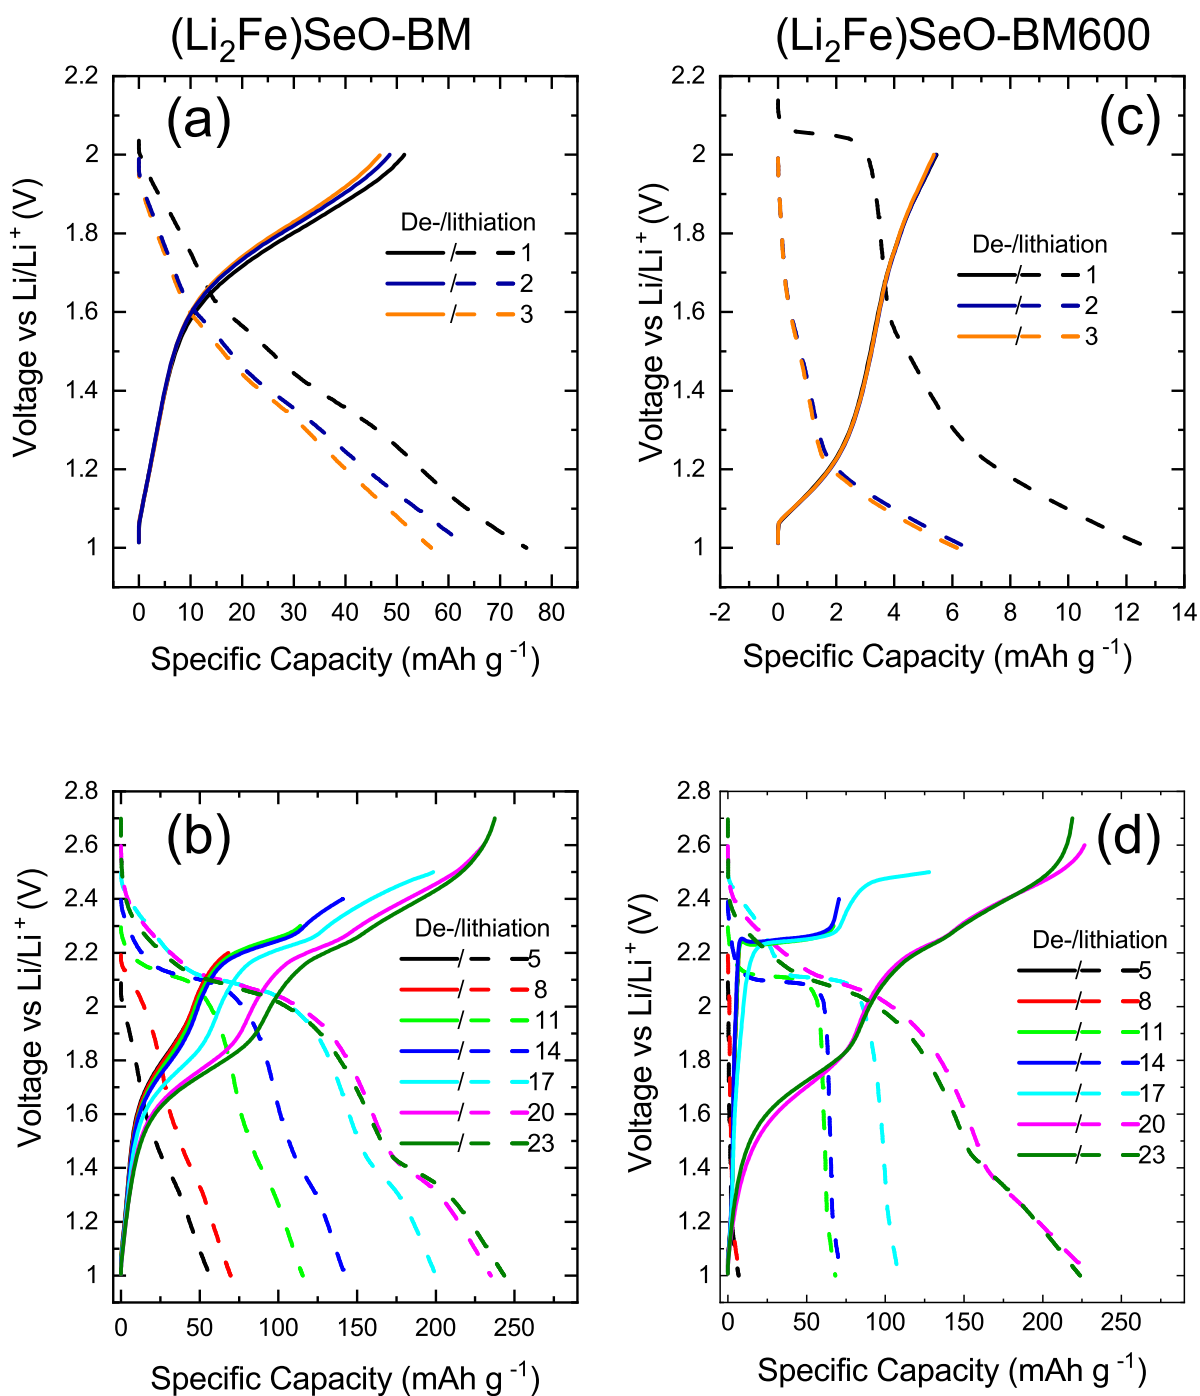 (Li₂Fe)SeO-BM
(Li₂Fe)SeO-BM600
(a)
2.2
2
1.8
1.6
1.4
1.2
1
Voltage vs Li/Li⁺ (V)
De-/lithiation
/ 1
/ 2
/ 3
0 10 20 30 40 50 60 70 80
Specific Capacity (mAh g⁻¹)
(c)
2.2
2
1.8
1.6
1.4
1.2
1
Voltage vs Li/Li⁺ (V)
De-/lithiation
/ 1
/ 2
/ 3
-2 0 2 4 6 8 10 12 14
Specific Capacity (mAh g⁻¹)
(b)
2.8
2.6
2.4
2.2
2
1.8
1.6
1.4
1.2
1
Voltage vs Li/Li⁺ (V)
De-/lithiation
/ 5
/ 8
/ 11
/ 14
/ 17
/ 20
/ 23
0 50 100 150 200 250
Specific Capacity (mAh g⁻¹)
(d)
2.8
2.6
2.4
2.2
2
1.8
1.6
1.4
1.2
1
Voltage vs Li/Li⁺ (V)
De-/lithiation
/ 5
/ 8
/ 11
/ 14
/ 17
/ 20
/ 23
0 50 100 150 200 250
Specific Capacity (mAh g⁻¹)